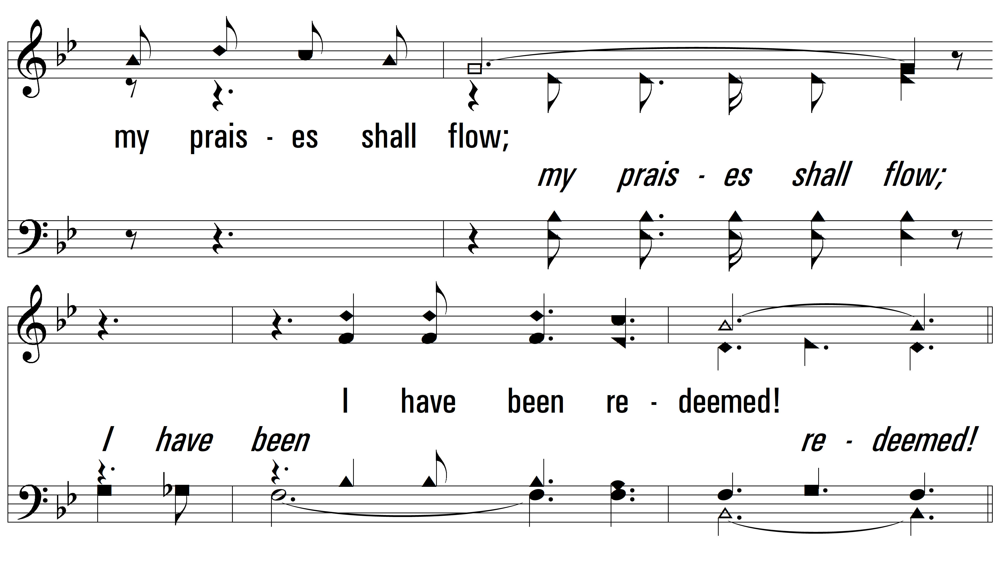 my prais - es shall flow;
my prais - es shall flow;
I have been re - deemed!
I have been re - deemed!